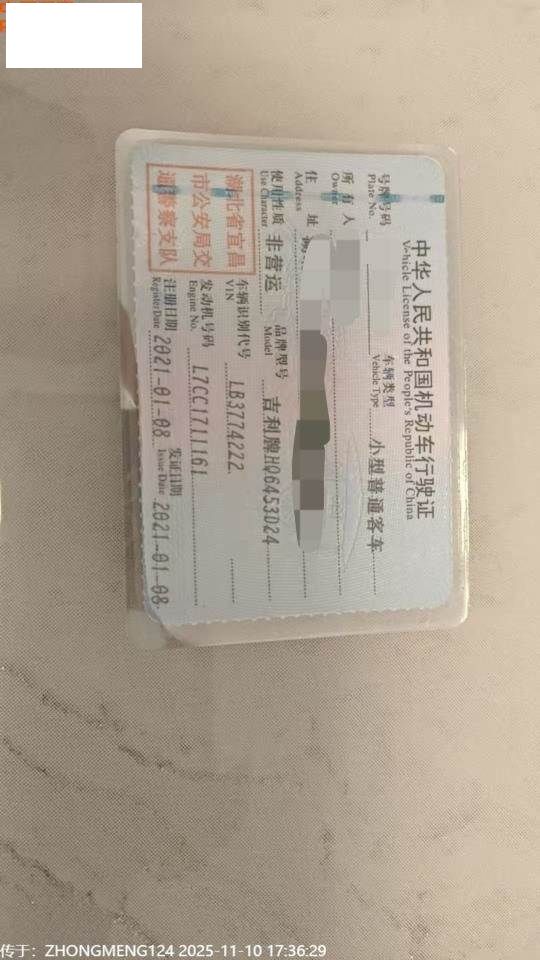 中华人民共和国机动车行驶证
Vehicle License of the People's Republic of China
号牌号码
Plate No.
车辆类型 小型普通客车
Vehicle Type
所有人
Owner
住址 湖
Address
使用性质 非营运
Use Character
品牌型号 吉利牌HQ6453D24
Model
湖北省宜昌
市公安局交
通警察支队
车辆识别代号 LB3774222
VIN
发动机号码 L7CC1711161
Engine No.
注册日期 2021-01-08
Register Date
发证日期 2021-01-08
Issue Date
传于：ZHONGMENG124 2025-11-10 17:36:29